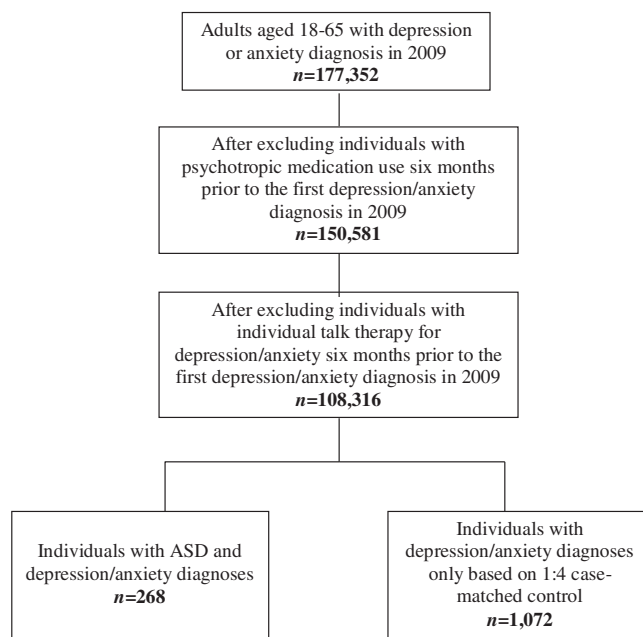 Adults aged 18-65 with depression
or anxiety diagnosis in 2009
n=177,352
After excluding individuals with
psychotropic medication use six months
prior to the first depression/anxiety
diagnosis in 2009
n=150,581
After excluding individuals with
individual talk therapy for
depression/anxiety six months prior to the
first depression/anxiety diagnosis in 2009
n=108,316
Individuals with ASD and
depression/anxiety diagnoses
n=268
Individuals with
depression/anxiety diagnoses
only based on 1:4 case-
matched control
n=1,072